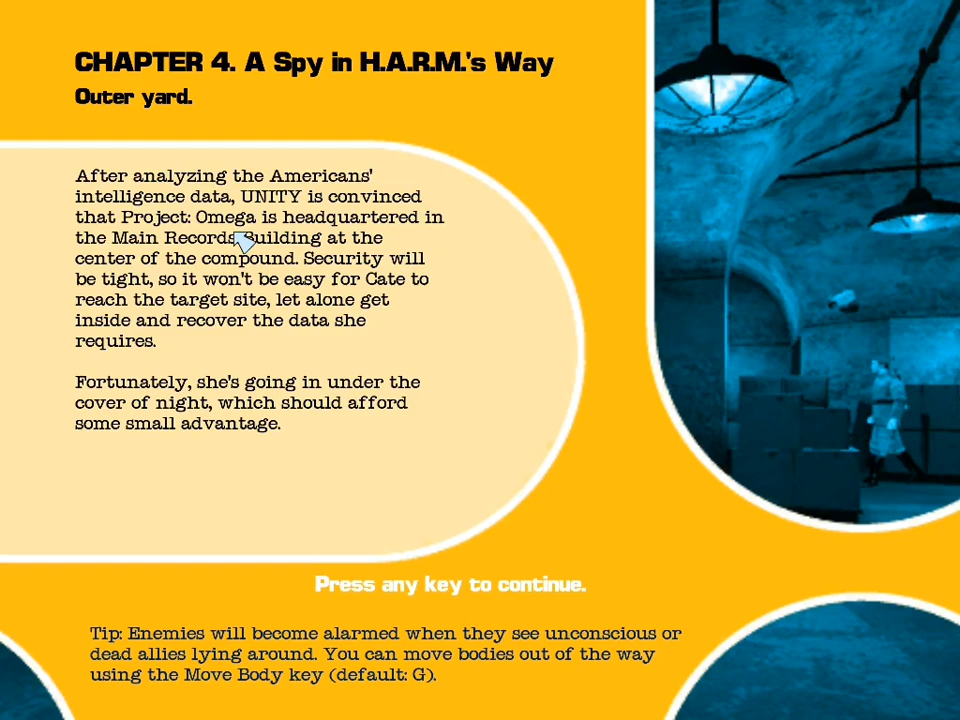 CHAPTER 4. A Spy in H.A.R.M.'s Way
Outer yard.
After analyzing the Americans'
intelligence data, UNITY is convinced
that Project: Omega is headquartered in
the Main Records Building at the
center of the compound. Security will
be tight, so it won't be easy for Cate to
reach the target site, let alone get
inside and recover the data she
requires.
Fortunately, she's going in under the
cover of night, which should afford
some small advantage.
Press any key to continue.
Tip: Enemies will become alarmed when they see unconscious or
dead allies lying around. You can move bodies out of the way
using the Move Body key (default: G).